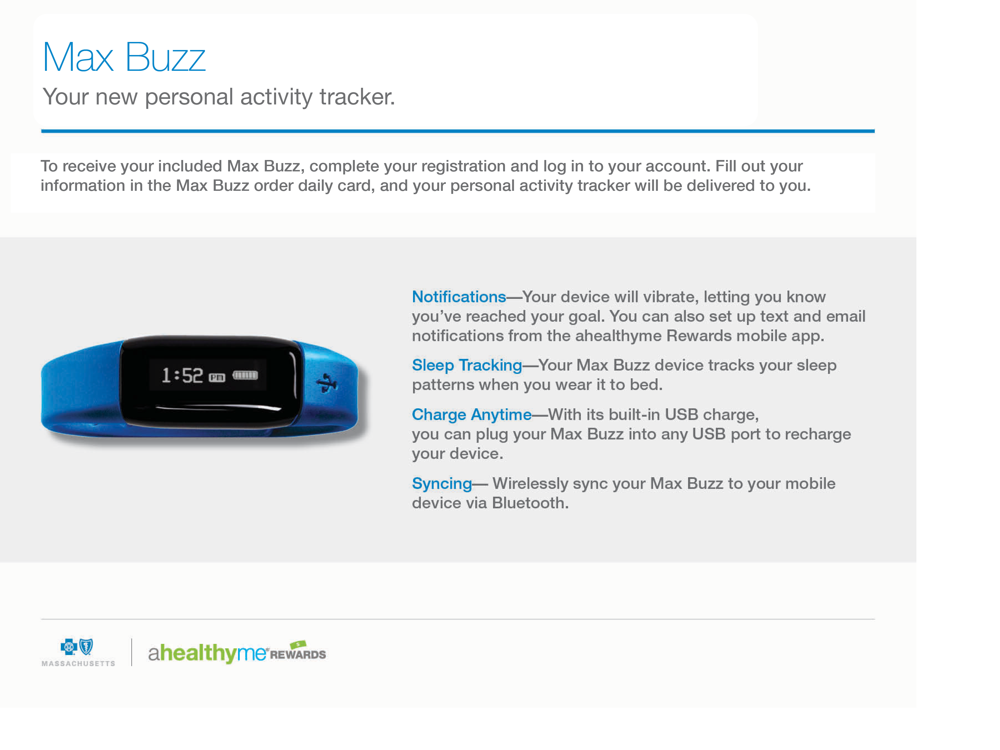 Max Buzz
Your new personal activity tracker.
To receive your included Max Buzz, complete your registration and log in to your account. Fill out your
information in the Max Buzz order daily card, and your personal activity tracker will be delivered to you.
1:52 PM
Notifications—Your device will vibrate, letting you know
you’ve reached your goal. You can also set up text and email
notifications from the ahealthyme Rewards mobile app.
Sleep Tracking—Your Max Buzz device tracks your sleep
patterns when you wear it to bed.
Charge Anytime—With its built-in USB charge,
you can plug your Max Buzz into any USB port to recharge
your device.
Syncing— Wirelessly sync your Max Buzz to your mobile
device via Bluetooth.
MASSACHUSETTS
ahealthyme® REWARDS
$